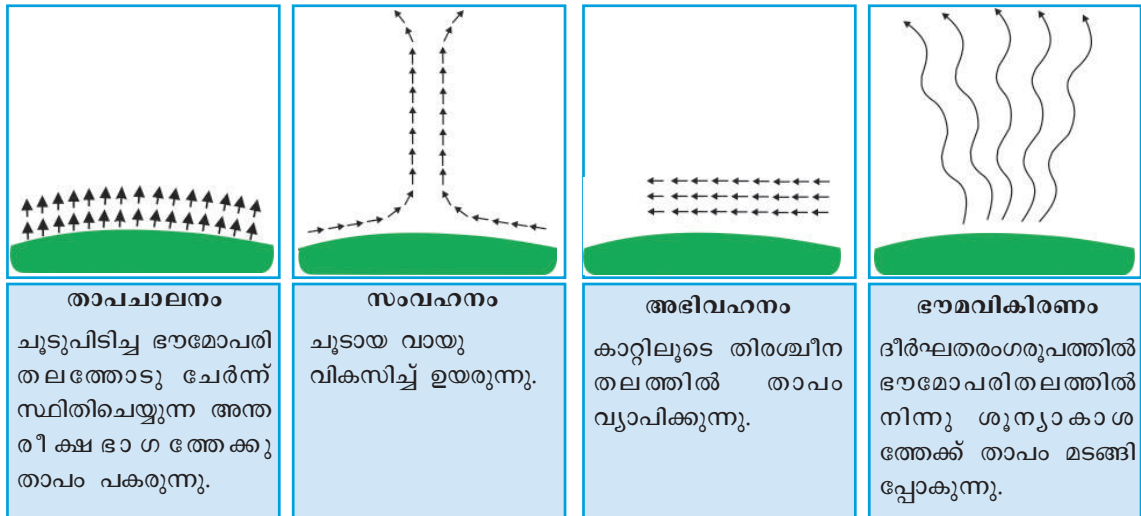 താപചാലനം
ചൂടുപിടിച്ച ഭൗമോപരി
തലത്തോടു ചേർന്ന്
സ്ഥിതിചെയ്യുന്ന അന്ത
രീക്ഷഭാഗത്തേക്കു
താപം പകരുന്നു.
സംവഹനം
ചൂടായ വായു
വികസിച്ച് ഉയരുന്നു.
അഭിവഹനം
കാറ്റിലൂടെ തിരശ്ചീന
തലത്തിൽ താപം
വ്യാപിക്കുന്നു.
ഭൗമവികിരണം
ദീർഘതരംഗരൂപത്തിൽ
ഭൗമോപരിതലത്തിൽ
നിന്നു ശൂന്യാകാശ
ത്തേക്ക് താപം മടങ്ങി
പ്പോകുന്നു.